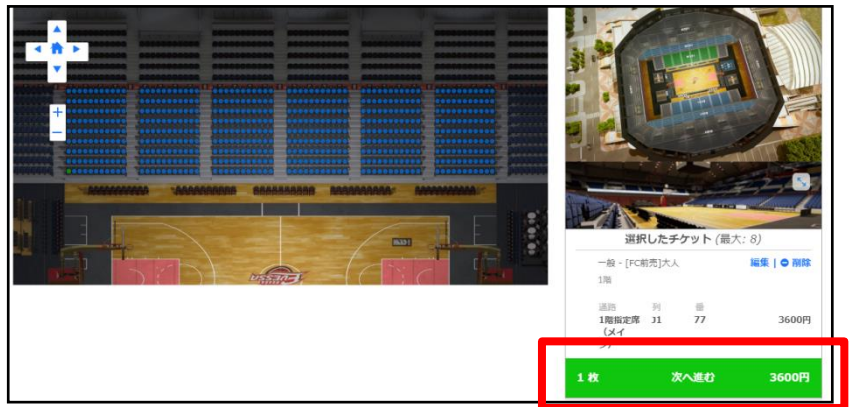 EVESSA
選択したチケット (最大: 8)
一般 - [FC前売]大人
編集 | 削除
1階
通路 列 番
1階指定席 J1 77 3600円
(メイ
1 枚 次へ進む 3600円